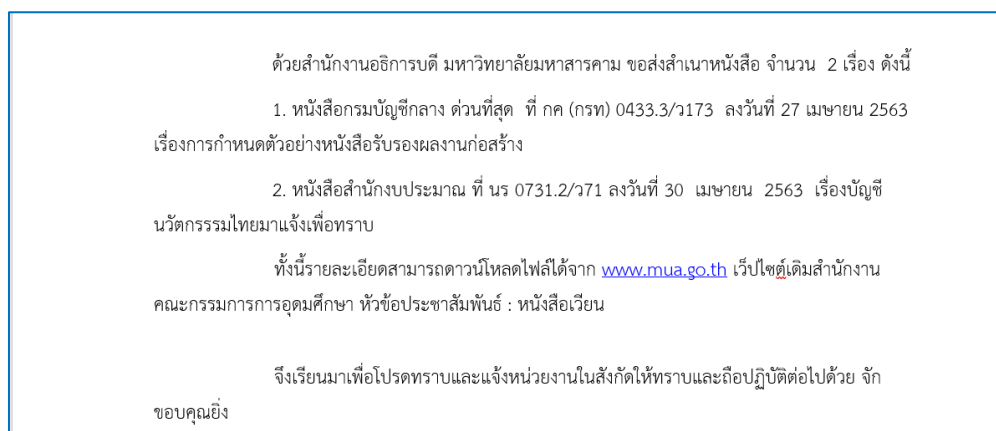 ด้วยสำนักงานอธิการบดี มหาวิทยาลัยมหาสารคาม ขอส่งสำเนาหนังสือ จำนวน 2 เรื่อง ดังนี้
1. หนังสือกรมบัญชีกลาง ด่วนที่สุด ที่ กค (กรท) 0433.3/ว173 ลงวันที่ 27 เมษายน 2563
เรื่องการกำหนดตัวอย่างหนังสือรับรองผลงานก่อสร้าง
2. หนังสือสำนักงบประมาณ ที่ นร 0731.2/ว71 ลงวันที่ 30 เมษายน 2563 เรื่องบัญชี
นวัตกรรรมไทยมาแจ้งเพื่อทราบ
ทั้งนี้รายละเอียดสามารถดาวน์โหลดไฟล์ได้จาก www.mua.go.th เว็ปไซต์เดิมสำนักงาน
คณะกรรมการการอุดมศึกษา หัวข้อประชาสัมพันธ์ : หนังสือเวียน
จึงเรียนมาเพื่อโปรดทราบและแจ้งหน่วยงานในสังกัดให้ทราบและถือปฏิบัติต่อไปด้วย จัก
ขอบคุณยิ่ง